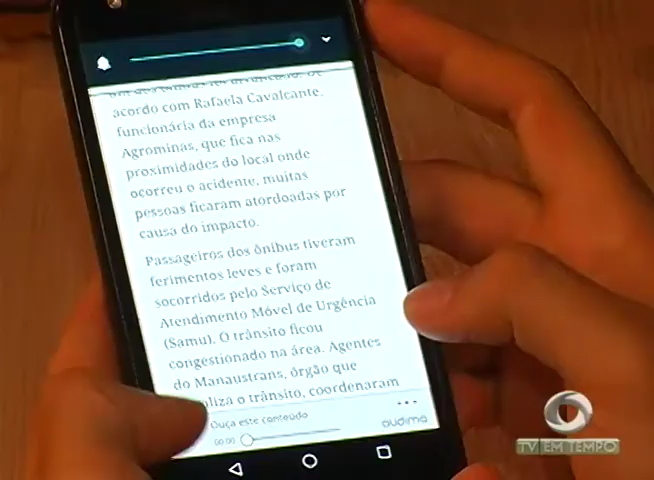 acordo com Rafaela Cavalcante,
funcionária da empresa
Agrominas, que fica nas
proximidades do local onde
ocorreu o acidente, muitas
pessoas ficaram atordoadas por
causa do impacto.
Passageiros dos ônibus tiveram
ferimentos leves e foram
socorridos pelo Serviço de
Atendimento Móvel de Urgência
(Samu). O trânsito ficou
congestionado na área. Agentes
do Manaustrans, órgão que
o trânsito, coordenaram
Ouça este conteúdo
00:00
audima
TV EM TEMPO